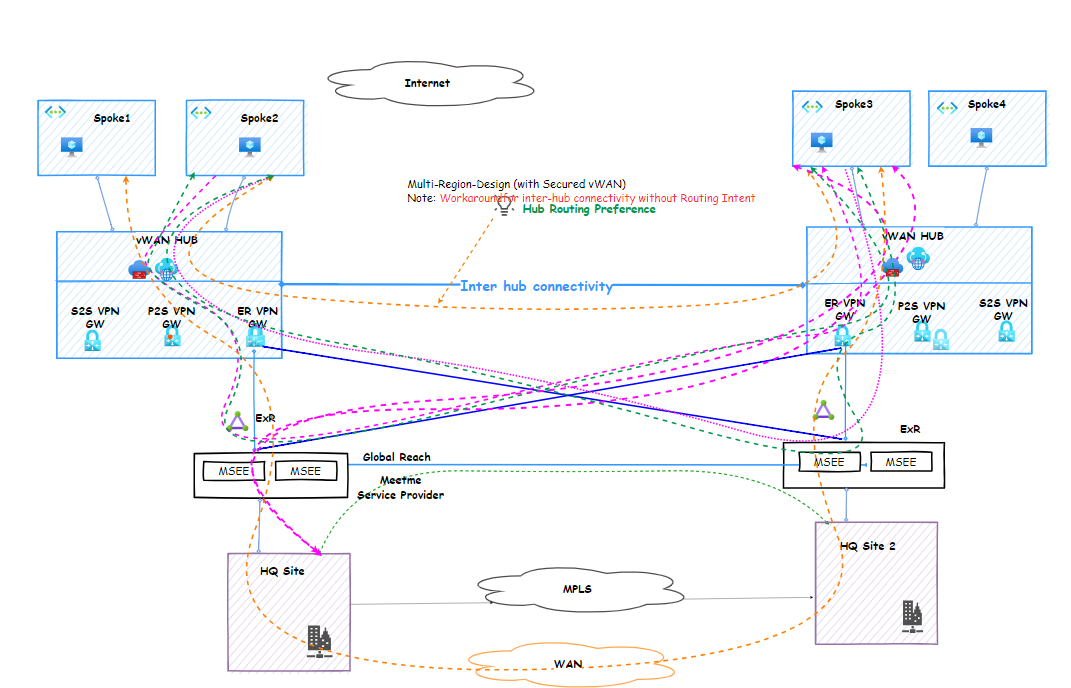 Internet
Spoke1
Spoke2
Spoke3
Spoke4
Multi-Region-Design (with Secured vWAN)
Note: Workaroundfor inter-hub connectivity without Routing Intent
Hub Routing Preference
vWAN HUB
vWAN HUB
Inter hub connectivity
S2S VPN
GW
P2S VPN
GW
ER VPN
GW
ER VPN
GW
P2S VPN
GW
S2S VPN
GW
ExR
ExR
MSEE
MSEE
Global Reach
MSEE
MSEE
Meetme
Service Provider
HQ Site
HQ Site 2
MPLS
WAN